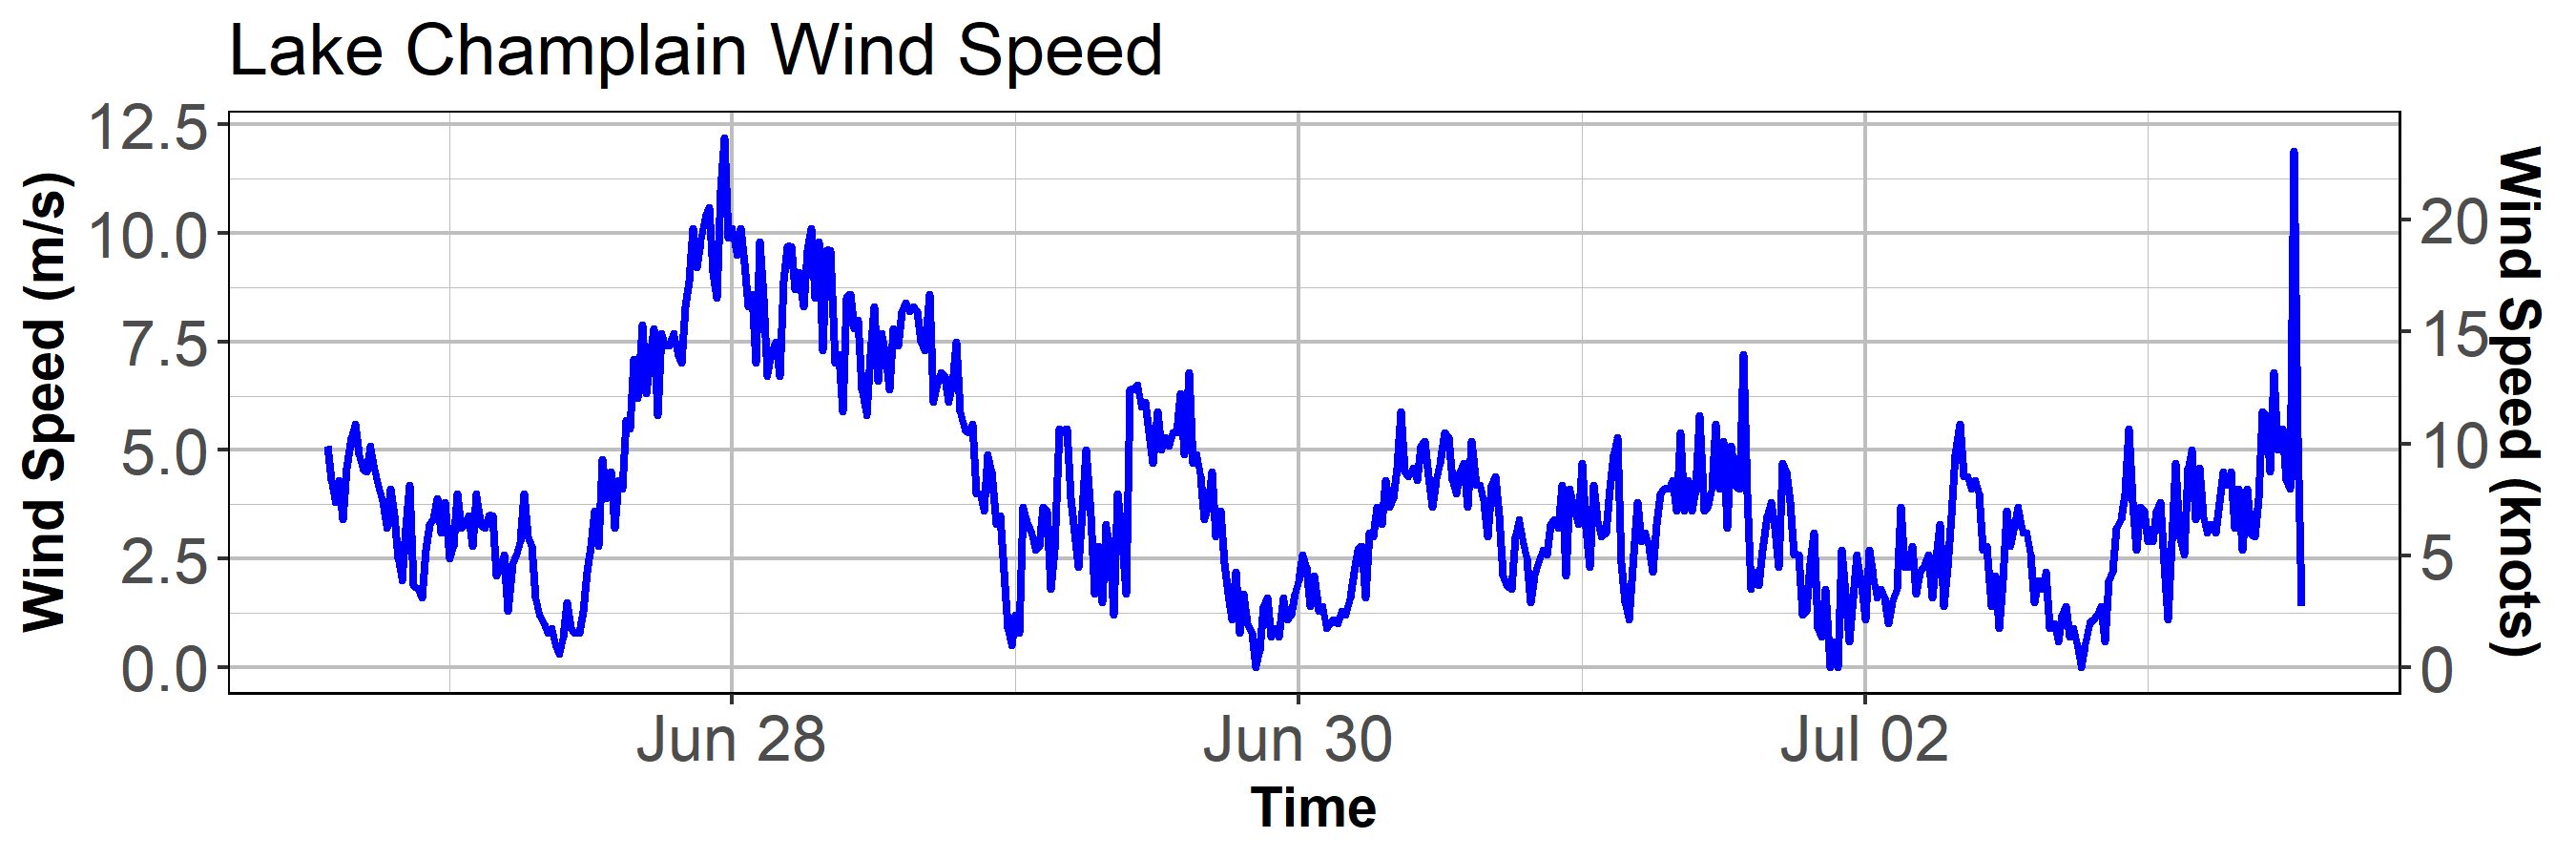 Lake Champlain Wind Speed
Wind Speed (m/s)
12.5
10.0
7.5
5.0
2.5
0.0
Wind Speed (knots)
20
15
10
5
0
Jun 28
Jun 30
Jul 02
Time